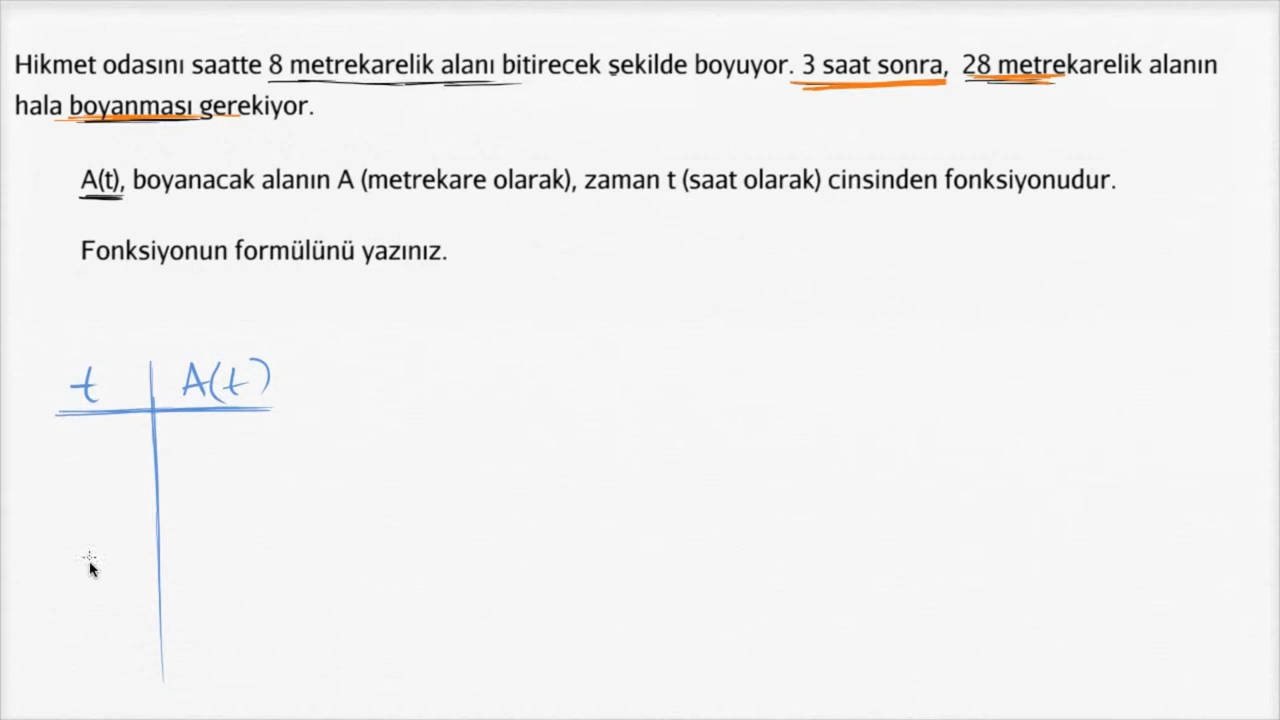 Hikmet odasını saatte 8 metrekarelik alanı bitirecek şekilde boyuyor. 3 saat sonra, 28 metrekarelik alanın
hala boyanması gerekiyor.
A(t), boyanacak alanın A (metrekare olarak), zaman t (saat olarak) cinsinden fonksiyonudur.
Fonksiyonun formülünü yazınız.
t A(t)